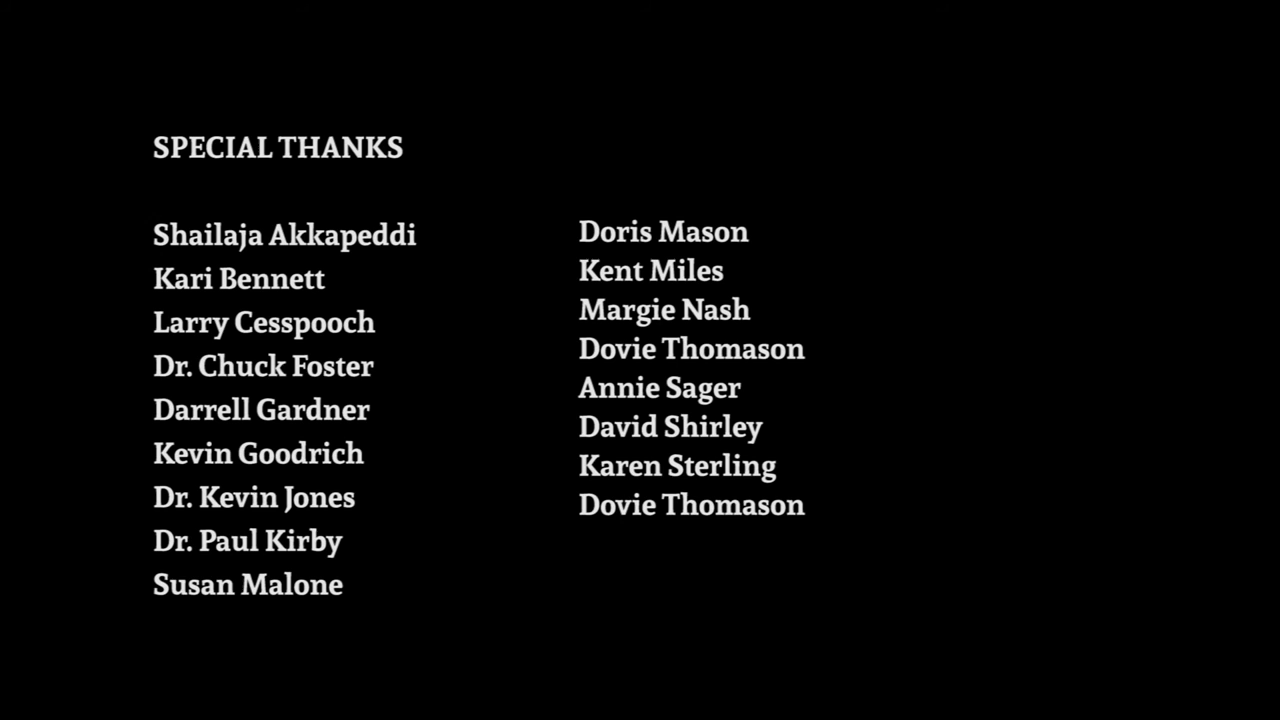 SPECIAL THANKS
Shailaja Akkapeddi
Kari Bennett
Larry Cesspooch
Dr. Chuck Foster
Darrell Gardner
Kevin Goodrich
Dr. Kevin Jones
Dr. Paul Kirby
Susan Malone
Doris Mason
Kent Miles
Margie Nash
Dovie Thomason
Annie Sager
David Shirley
Karen Sterling
Dovie Thomason